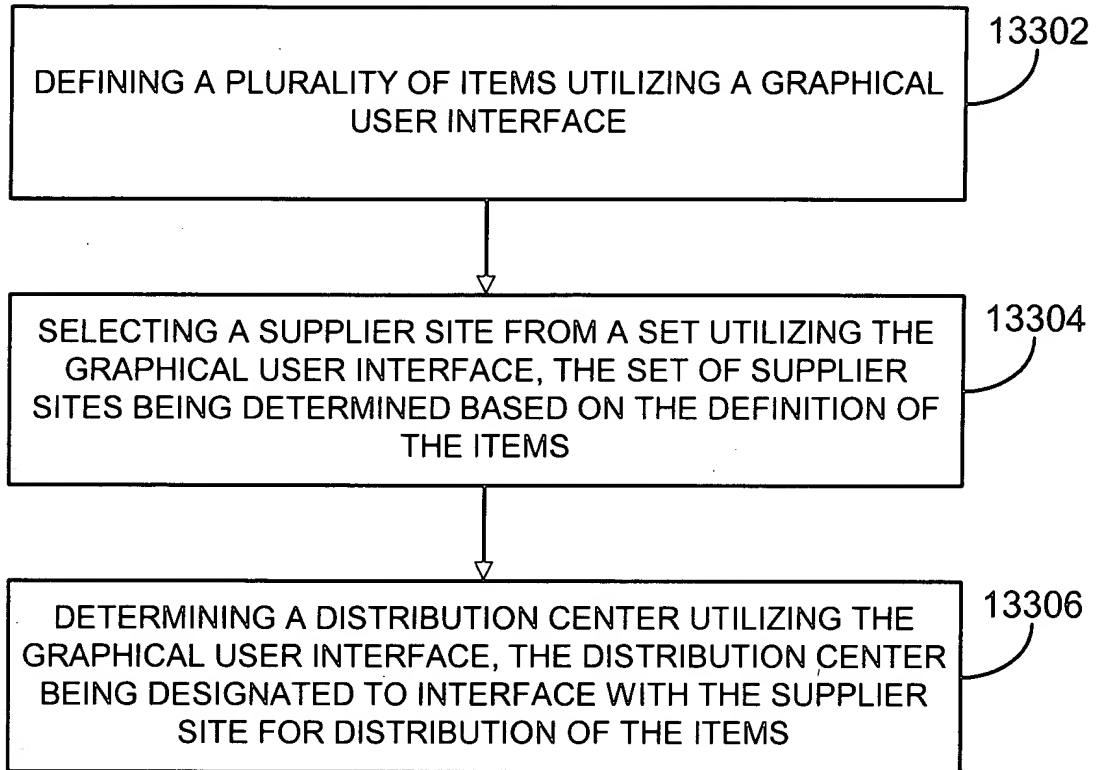 13302
DEFINING A PLURALITY OF ITEMS UTILIZING A GRAPHICAL
USER INTERFACE
13304
SELECTING A SUPPLIER SITE FROM A SET UTILIZING THE
GRAPHICAL USER INTERFACE, THE SET OF SUPPLIER
SITES BEING DETERMINED BASED ON THE DEFINITION OF
THE ITEMS
13306
DETERMINING A DISTRIBUTION CENTER UTILIZING THE
GRAPHICAL USER INTERFACE, THE DISTRIBUTION CENTER
BEING DESIGNATED TO INTERFACE WITH THE SUPPLIER
SITE FOR DISTRIBUTION OF THE ITEMS